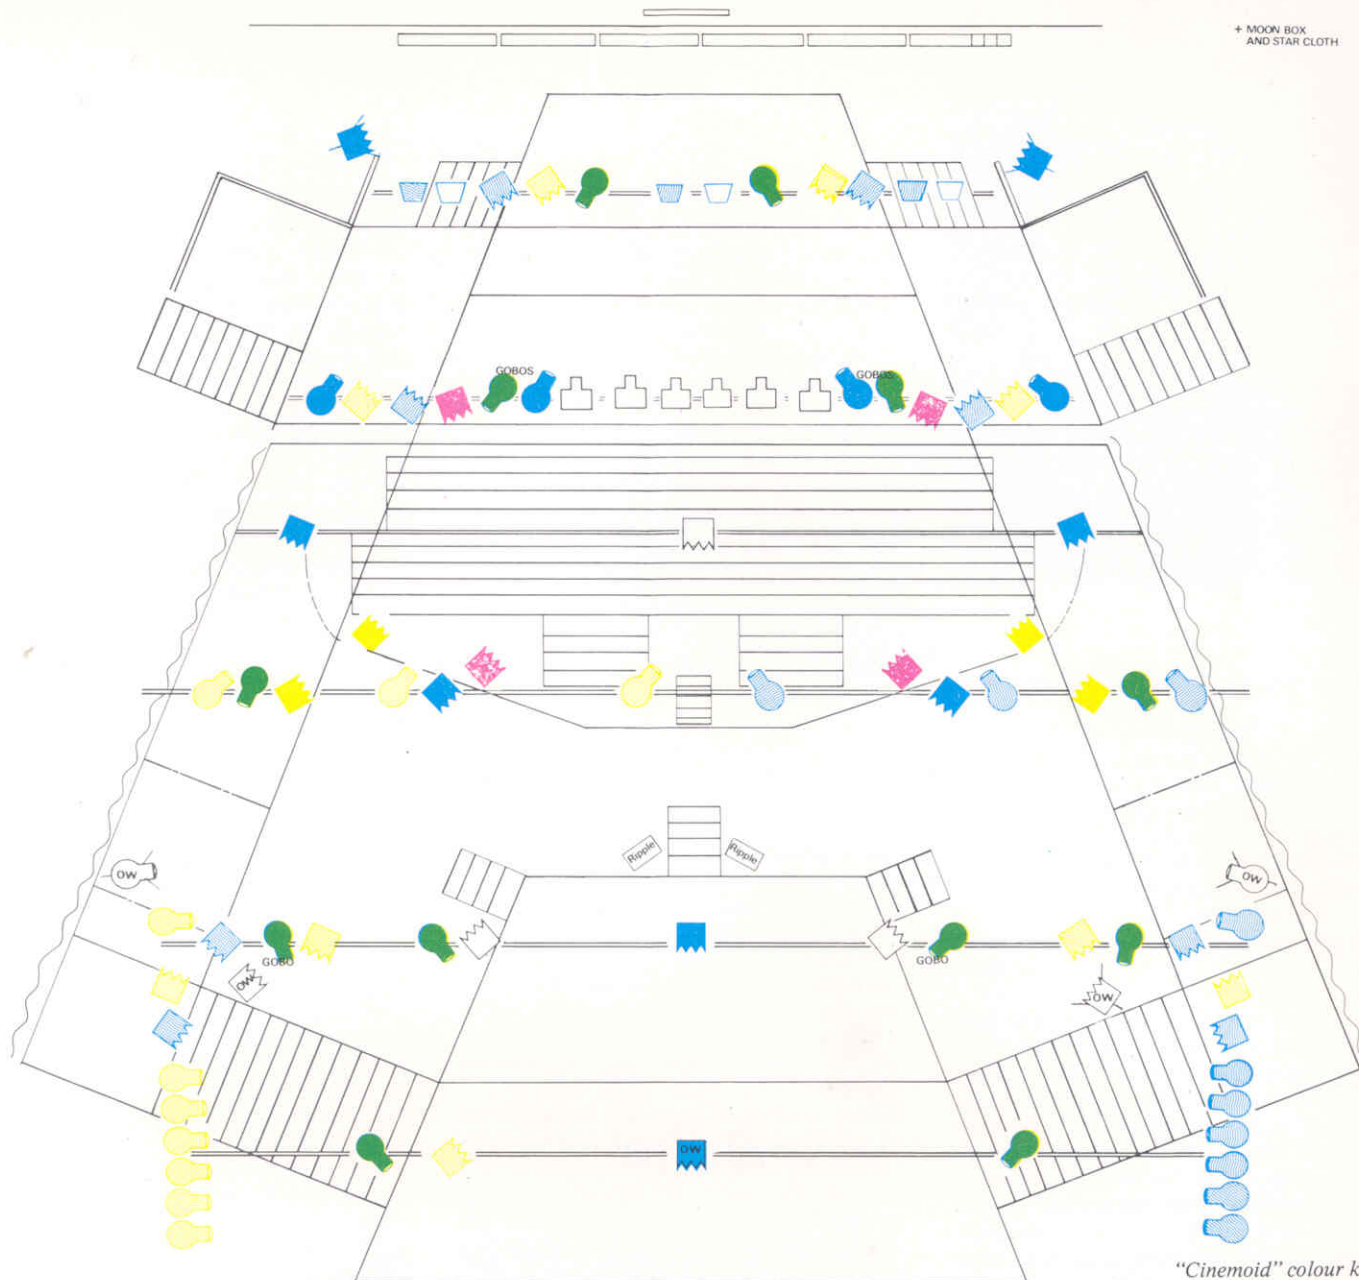 + MOON BOX
AND STAR CLOTH
GOBOS
GOBOS
Ripple
Ripple
OW
OW
GOBO
GOBO
OW
OW
OW
"Cinemoid" colour k